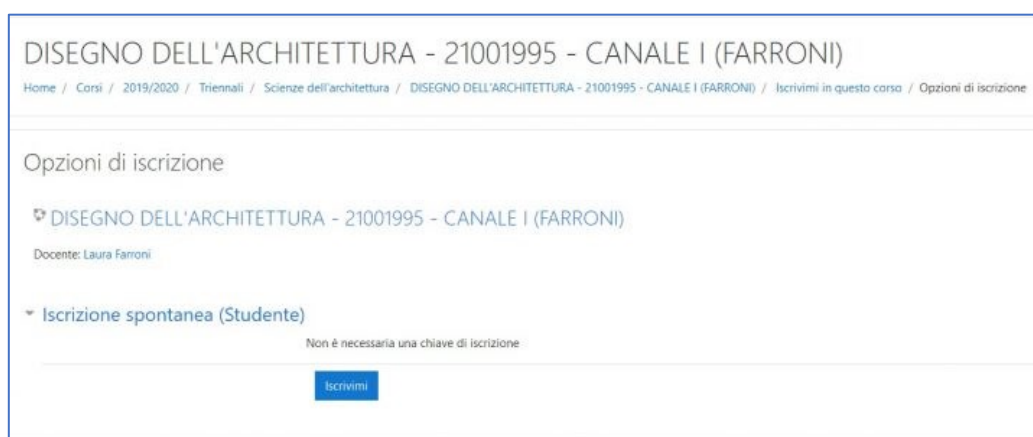 DISEGNO DELL'ARCHITETTURA - 21001995 - CANALE I (FARRONI)
Home / Corsi / 2019/2020 / Triennali / Scienze dell'architettura / DISEGNO DELL'ARCHITETTURA - 21001995 - CANALE I (FARRONI) / Iscrivimi in questo corso / Opzioni di iscrizione
Opzioni di iscrizione
DISEGNO DELL'ARCHITETTURA - 21001995 - CANALE I (FARRONI)
Docente: Laura Farroni
Iscrizione spontanea (Studente)
Non è necessaria una chiave di iscrizione
Iscrivimi